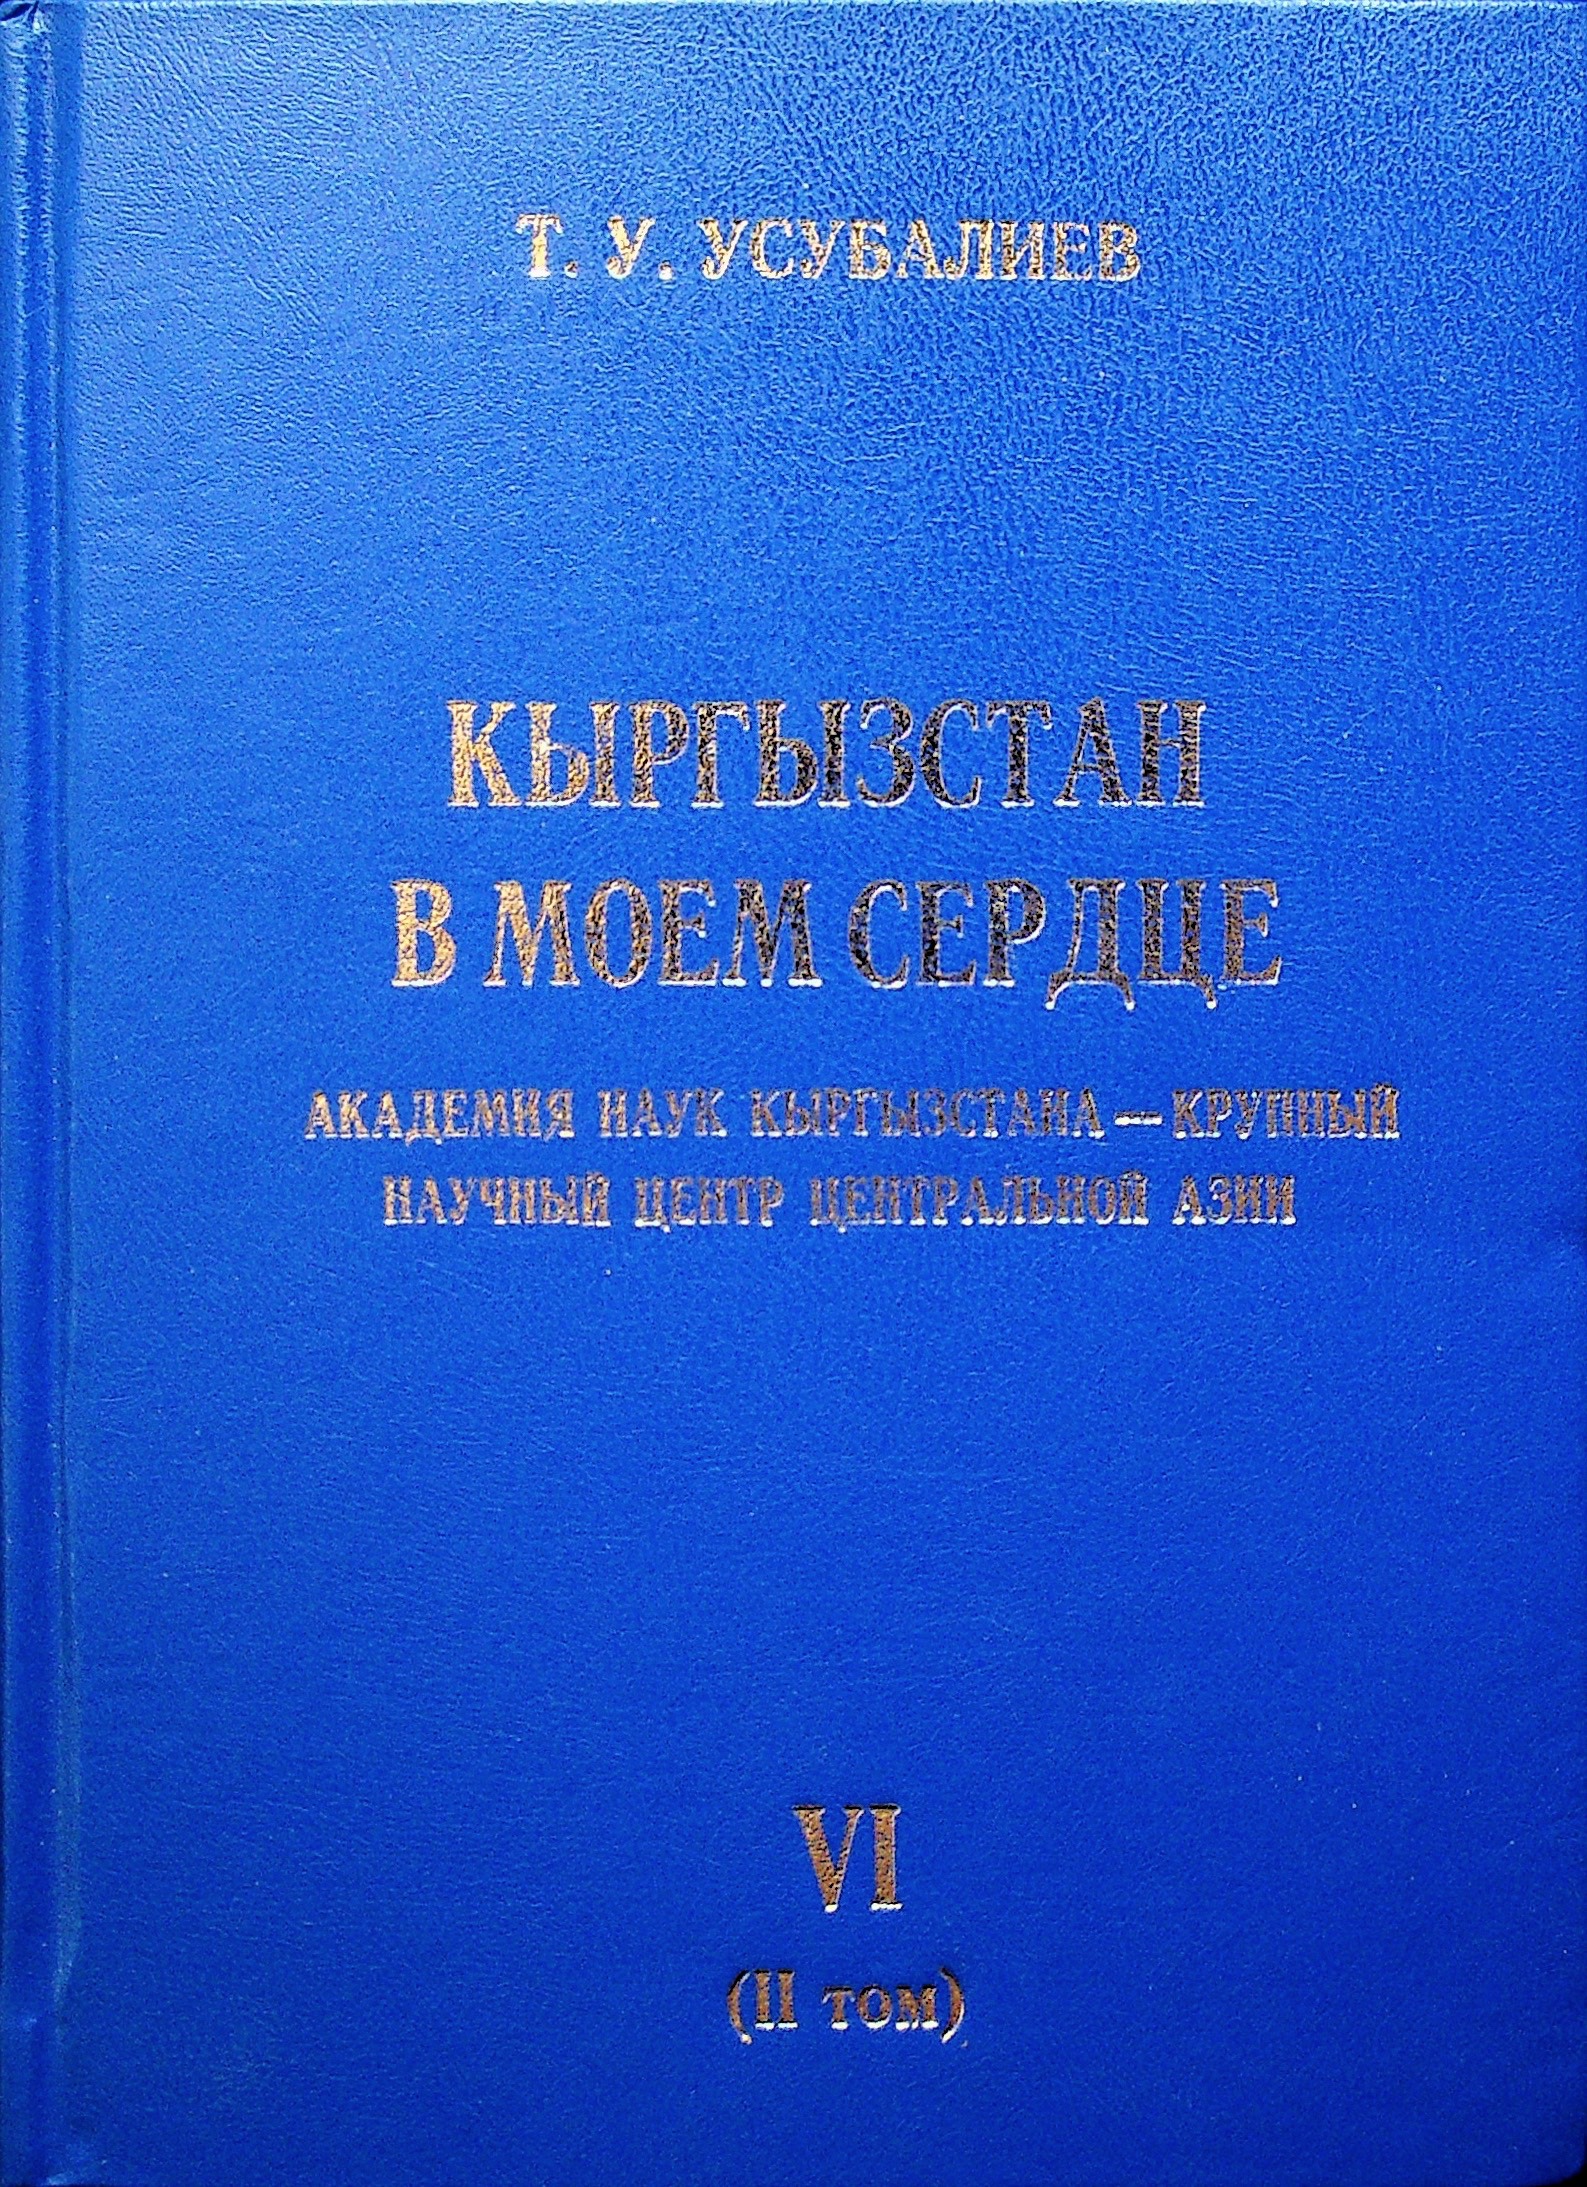 Т. У. УСУБАЛИЕВ
КЫРГЫЗСТАН
В МОЕМ СЕРДЦЕ
АКАДЕМИЯ НАУК КЫРГЫЗСТАНА — КРУПНЫЙ
НАУЧНЫЙ ЦЕНТР ЦЕНТРАЛЬНОЙ АЗИИ
VI
(II том)